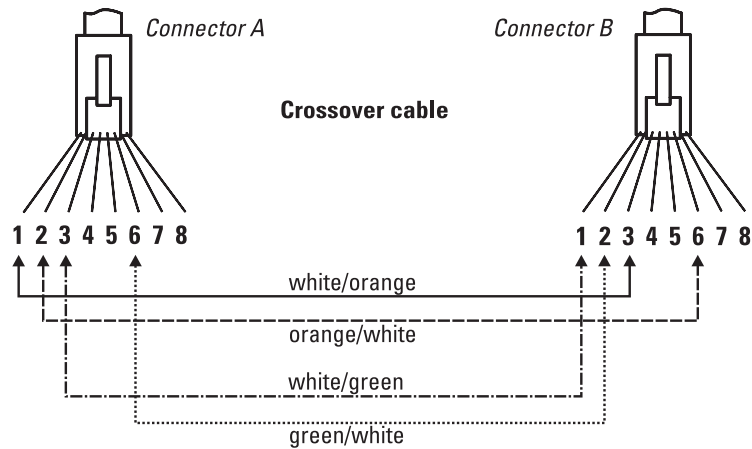 Connector A
Connector B
Crossover cable
1 2 3 4 5 6 7 8
1 2 3 4 5 6 7 8
white/orange
orange/white
white/green
green/white